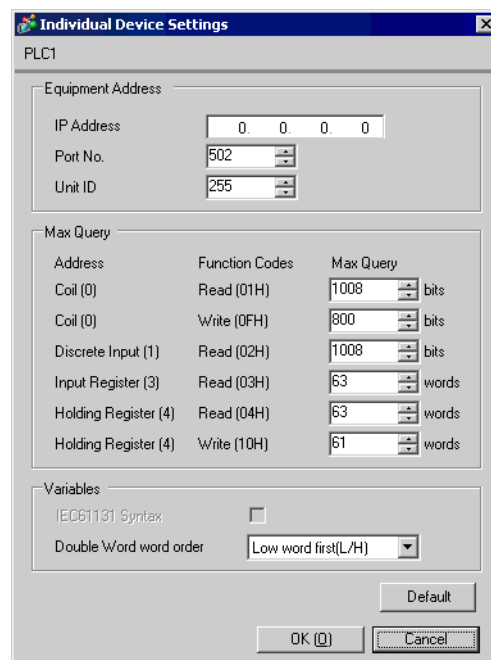 Individual Device Settings
PLC1
Equipment Address
IP Address 0. 0. 0. 0
Port No. 502
Unit ID 255
Max Query
Address Function Codes Max Query
Coil (0) Read (01H) 1008 bits
Coil (0) Write (0FH) 800 bits
Discrete Input (1) Read (02H) 1008 bits
Input Register (3) Read (03H) 63 words
Holding Register (4) Read (04H) 63 words
Holding Register (4) Write (10H) 61 words
Variables
IEC61131 Syntax
Double Word word order Low word first(L/H)
Default
OK (O) Cancel